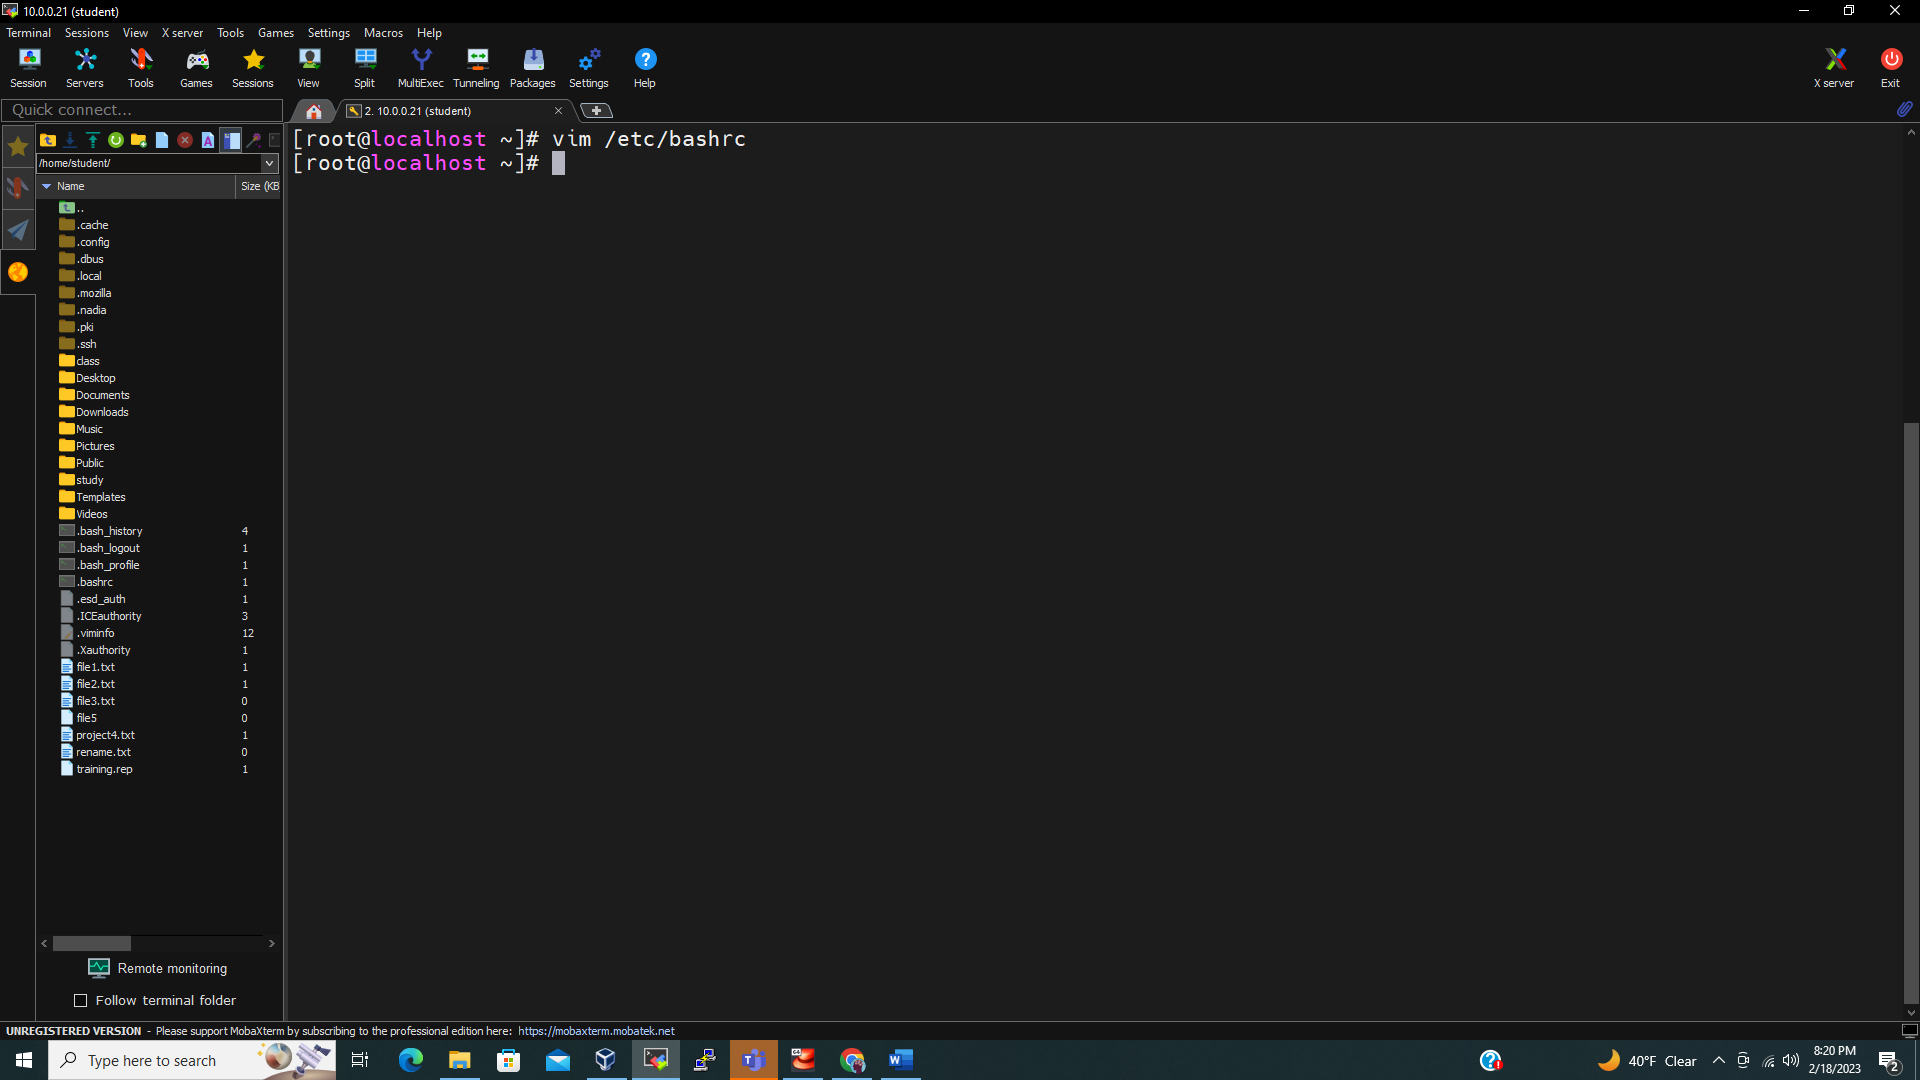 10.0.0.21 (student)
Terminal Sessions View X server Tools Games Settings Macros Help
Session Servers Tools Games Sessions View Split MultiExec Tunneling Packages Settings Help X server Exit
Quick connect...
2. 10.0.0.21 (student)
/home/student/
Name Size (KB
..
.cache
.config
.dbus
.local
.mozilla
.nadia
.pki
.ssh
class
Desktop
Documents
Downloads
Music
Pictures
Public
study
Templates
Videos
.bash_history 4
.bash_logout 1
.bash_profile 1
.bashrc 1
.esd_auth 1
.ICEauthority 3
.viminfo 12
.Xauthority 1
file1.txt 1
file2.txt 1
file3.txt 0
file5 0
project4.txt 1
rename.txt 0
training.rep 1
Remote monitoring
Follow terminal folder
[root@localhost ~]# vim /etc/bashrc
[root@localhost ~]#
UNREGISTERED VERSION - Please support MobaXterm by subscribing to the professional edition here: https://mobaxterm.mobatek.net
Type here to search
40°F Clear
8:20 PM
2/18/2023
2